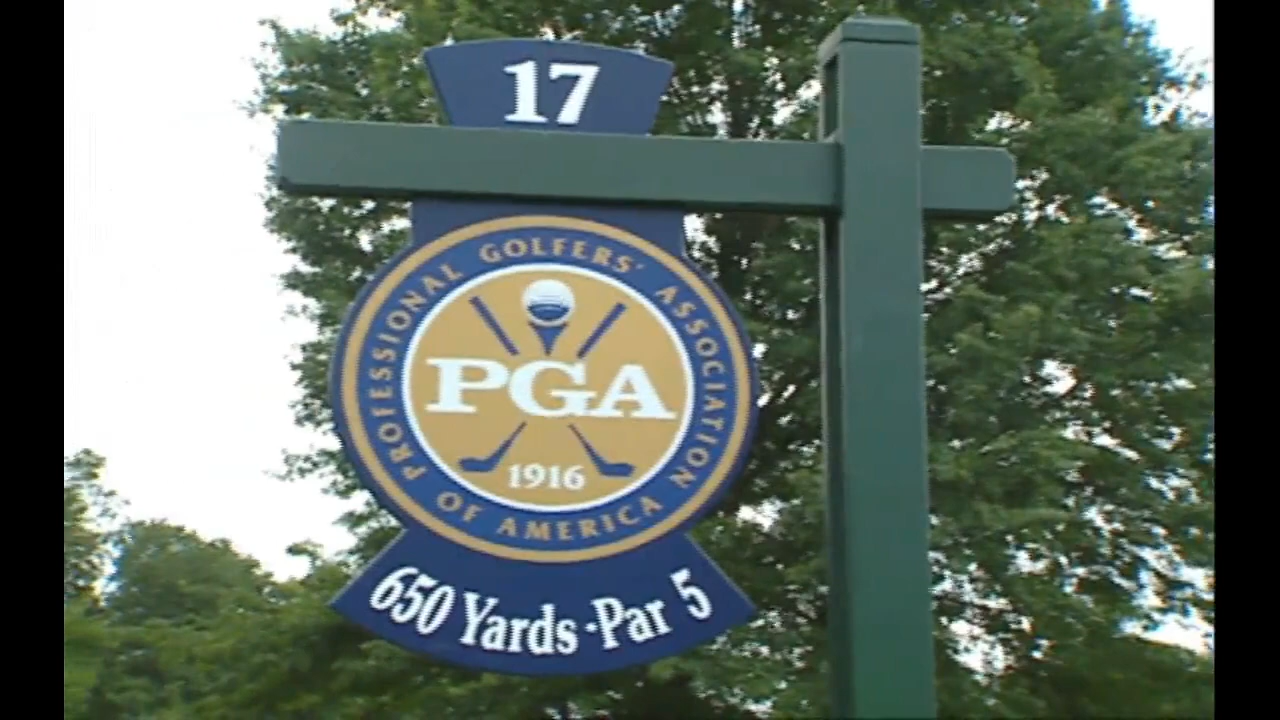 17
PROFESSIONAL GOLFERS' ASSOCIATION
OF AMERICA
PGA
1916
650 Yards-Par 5